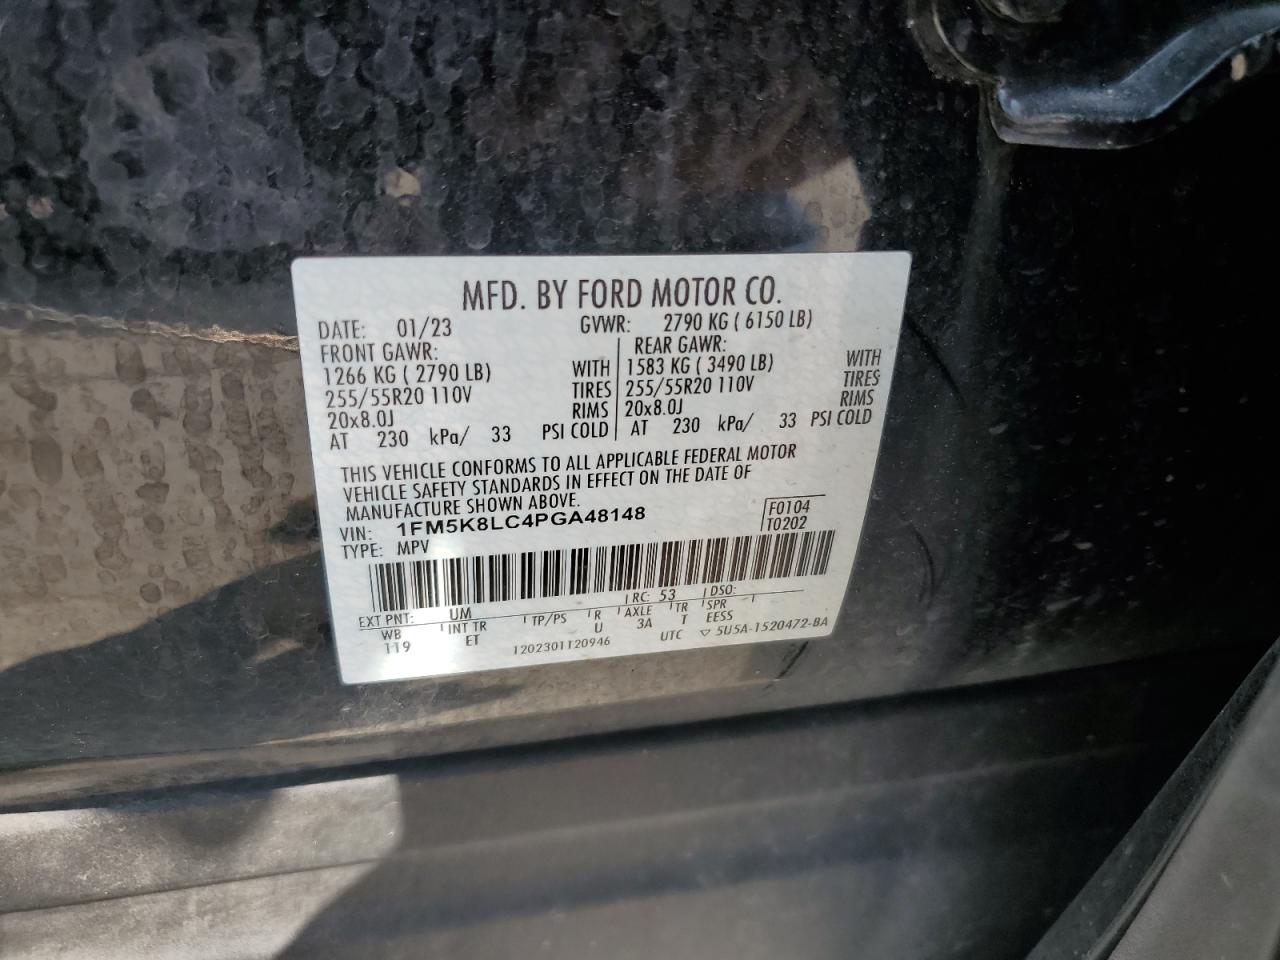 MFD. BY FORD MOTOR CO.
DATE: 01/23 GVWR: 2790 KG ( 6150 LB)
FRONT GAWR: REAR GAWR:
1266 KG ( 2790 LB) WITH 1583 KG ( 3490 LB) WITH
255/55R20 110V TIRES 255/55R20 110V TIRES
20x8.0J RIMS 20x8.0J RIMS
AT 230 kPa/ 33 PSI COLD AT 230 kPa/ 33 PSI COLD
THIS VEHICLE CONFORMS TO ALL APPLICABLE FEDERAL MOTOR
VEHICLE SAFETY STANDARDS IN EFFECT ON THE DATE OF
MANUFACTURE SHOWN ABOVE.
VIN: 1FM5K8LC4PGA48148 F0104
TYPE: MPV T0202
EXT PNT: UM RC: 53 DSO:
WB INT TR TP/PS R AXLE TR SPR
119 ET U 3A T EESS
1202301120946 UTC ▽ 5U5A-1520472-BA